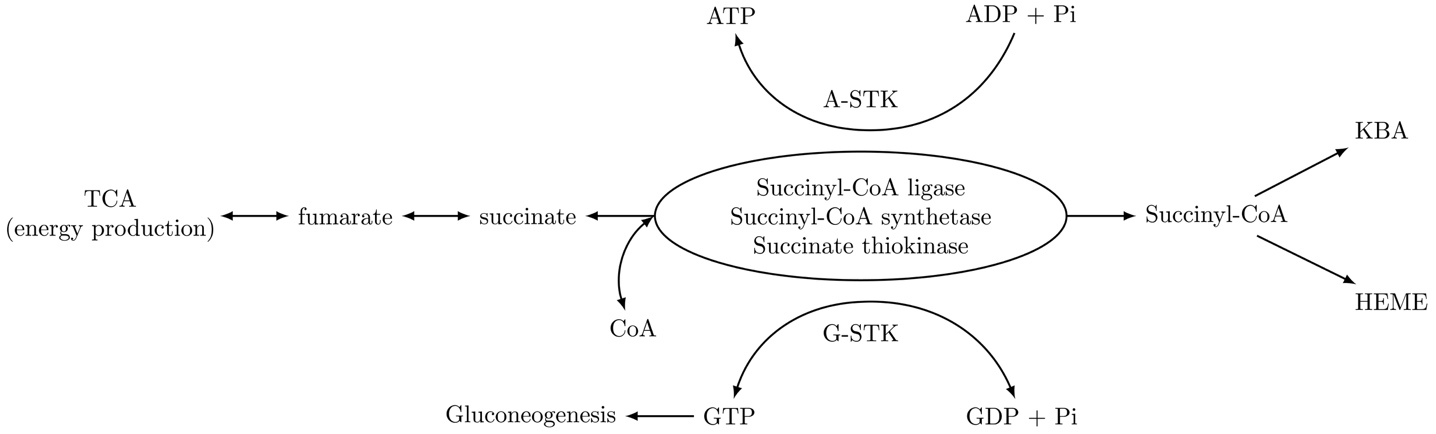 ATP
ADP + Pi
A-STK
KBA
TCA
(energy production)
fumarate
succinate
Succinyl-CoA ligase
Succinyl-CoA synthetase
Succinate thiokinase
Succinyl-CoA
HEME
CoA
G-STK
Gluconeogenesis
GTP
GDP + Pi